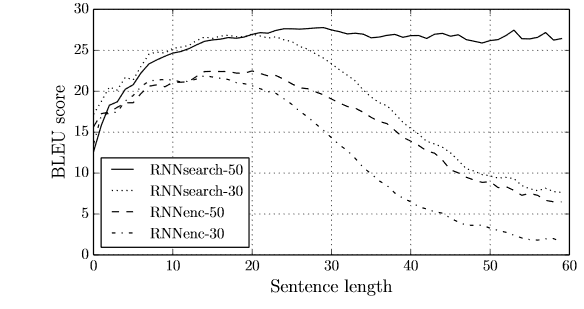 30
25
20
15
10
5
0
BLEU score
RNNsearch-50
RNNsearch-30
RNNenc-50
RNNenc-30
0 10 20 30 40 50 60
Sentence length